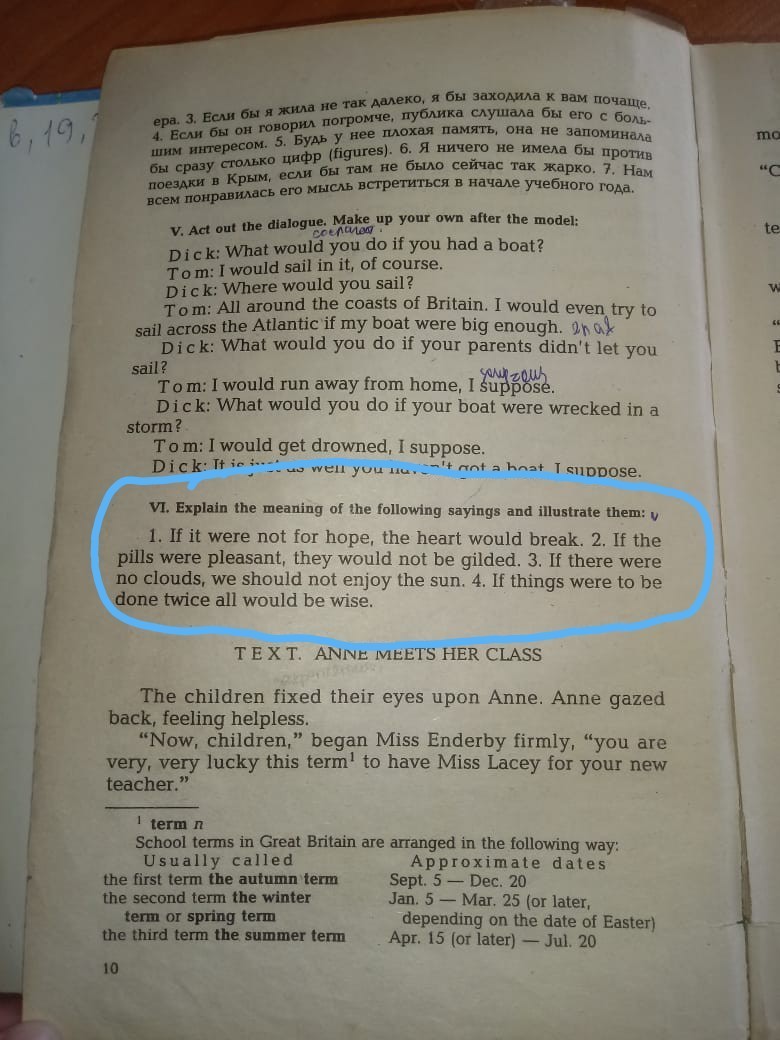 в, 19,
ера. 3. Если бы я жила не так далеко, я бы заходила к вам почаще.
4. Если бы он говорил погромче, публика слушала бы его с боль-
шим интересом. 5. Будь у нее плохая память, она не запоминала
бы сразу столько цифр (figures). 6. Я ничего не имела бы против
поездки в Крым, если бы там не было сейчас так жарко. 7. Нам
всем понравилась его мысль встретиться в начале учебного года.
V. Act out the dialogue. Make up your own after the model:
Dick: What would you do if you had a boat?
Tom: I would sail in it, of course.
Dick: Where would you sail?
Tom: All around the coasts of Britain. I would even try to
sail across the Atlantic if my boat were big enough.
Dick: What would you do if your parents didn't let you
sail?
Tom: I would run away from home, I suppose.
Dick: What would you do if your boat were wrecked in a
storm?
Tom: I would get drowned, I suppose.
Dick: It is just as well you haven't got a boat, I suppose.
VI. Explain the meaning of the following sayings and illustrate them: v
1. If it were not for hope, the heart would break. 2. If the
pills were pleasant, they would not be gilded. 3. If there were
no clouds, we should not enjoy the sun. 4. If things were to be
done twice all would be wise.
TEXT. ANNE MEETS HER CLASS
The children fixed their eyes upon Anne. Anne gazed
back, feeling helpless.
“Now, children,” began Miss Enderby firmly, “you are
very, very lucky this term¹ to have Miss Lacey for your new
teacher.”
¹ term n
School terms in Great Britain are arranged in the following way:
Usually called Approximate dates
the first term the autumn term Sept. 5 — Dec. 20
the second term the winter Jan. 5 — Mar. 25 (or later,
term or spring term depending on the date of Easter)
the third term the summer term Apr. 15 (or later) — Jul. 20
10
mo
“C
te
w
“